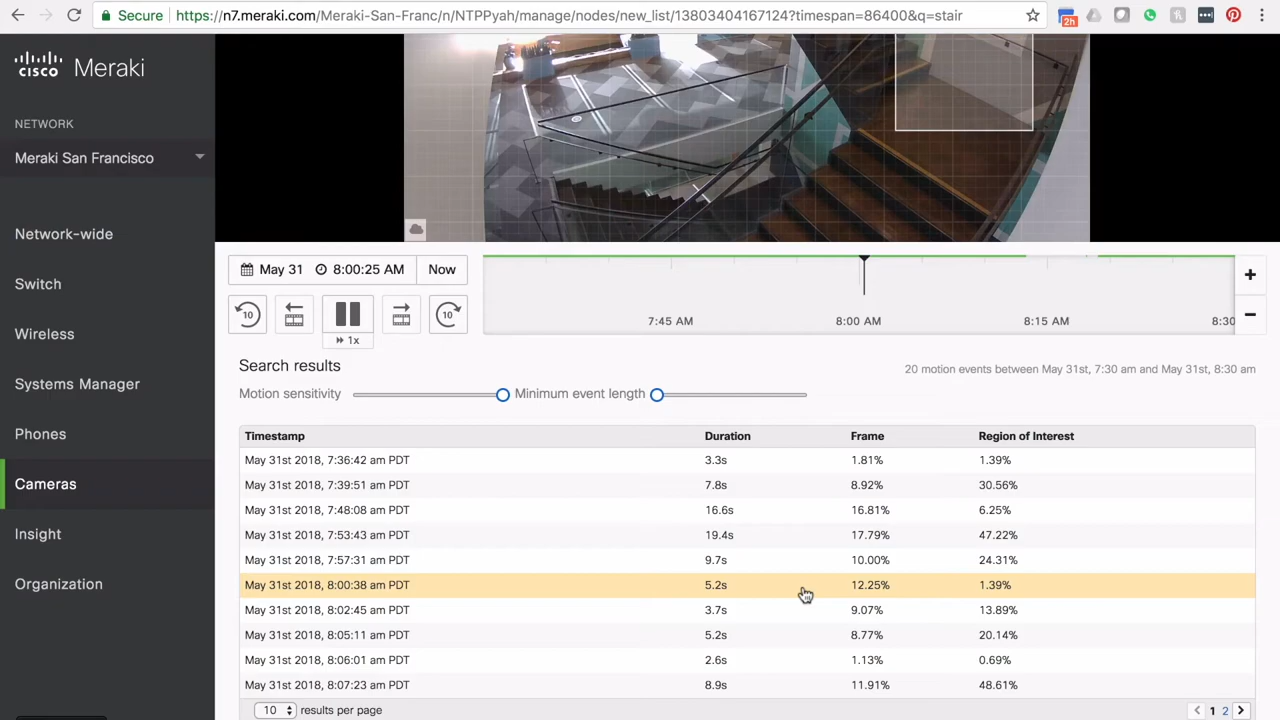 Secure https://n7.meraki.com/Meraki-San-Franc/n/NTPPyah/manage/nodes/new_list/13803404167124?timespan=86400&q=stair
2h
CISCO Meraki
NETWORK
Meraki San Francisco
Network-wide
Switch
Wireless
Systems Manager
Phones
Cameras
Insight
Organization
May 31 8:00:25 AM Now
10 10
1x
7:45 AM 8:00 AM 8:15 AM 8:30
+
−
Search results
20 motion events between May 31st, 7:30 am and May 31st, 8:30 am
Motion sensitivity Minimum event length
Timestamp Duration Frame Region of Interest
May 31st 2018, 7:36:42 am PDT 3.3s 1.81% 1.39%
May 31st 2018, 7:39:51 am PDT 7.8s 8.92% 30.56%
May 31st 2018, 7:48:08 am PDT 16.6s 16.81% 6.25%
May 31st 2018, 7:53:43 am PDT 19.4s 17.79% 47.22%
May 31st 2018, 7:57:31 am PDT 9.7s 10.00% 24.31%
May 31st 2018, 8:00:38 am PDT 5.2s 12.25% 1.39%
May 31st 2018, 8:02:45 am PDT 3.7s 9.07% 13.89%
May 31st 2018, 8:05:11 am PDT 5.2s 8.77% 20.14%
May 31st 2018, 8:06:01 am PDT 2.6s 1.13% 0.69%
May 31st 2018, 8:07:23 am PDT 8.9s 11.91% 48.61%
10 results per page 1 2